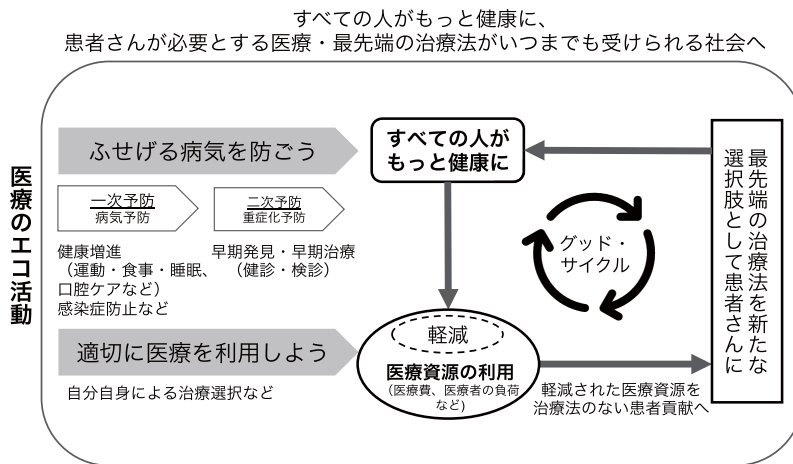 すべての人がもっと健康に、
患者さんが必要とする医療・最先端の治療法がいつまでも受けられる社会へ
医療のエコ活動
ふせげる病気を防ごう
一次予防
病気予防
二次予防
重症化予防
健康増進
（運動・食事・睡眠、
口腔ケアなど）
感染症防止など
早期発見・早期治療
（健診・検診）
適切に医療を利用しよう
自分自身による治療選択など
すべての人が
もっと健康に
軽減
医療資源の利用
（医療費、医療者の負荷
など）
グッド・
サイクル
軽減された医療資源を
治療法のない患者貢献へ
最先端の治療法を新たな
選択肢として患者さんに